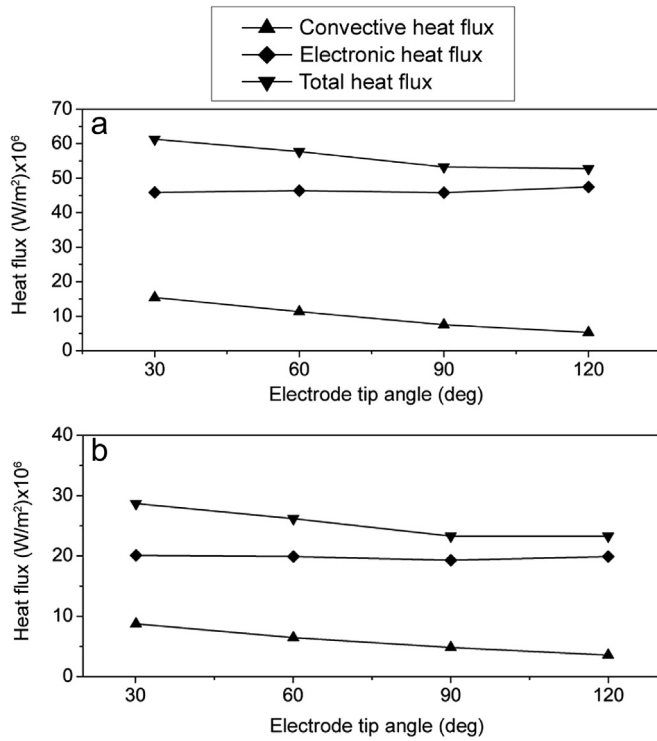 Convective heat flux
Electronic heat flux
Total heat flux
a
70
60
50
40
30
20
10
0
Heat flux (W/m²)x10⁶
30 60 90 120
Electrode tip angle (deg)
b
40
30
20
10
0
Heat flux (W/m²)x10⁶
30 60 90 120
Electrode tip angle (deg)